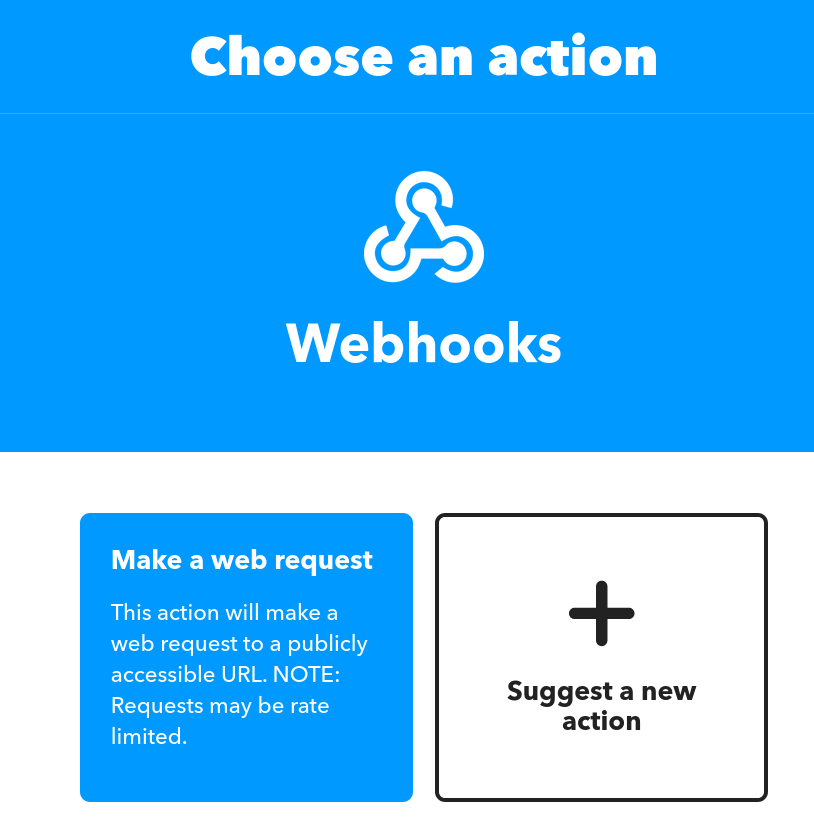 Choose an action
Webhooks
Make a web request
This action will make a
web request to a publicly
accessible URL. NOTE:
Requests may be rate
limited.
Suggest a new
action